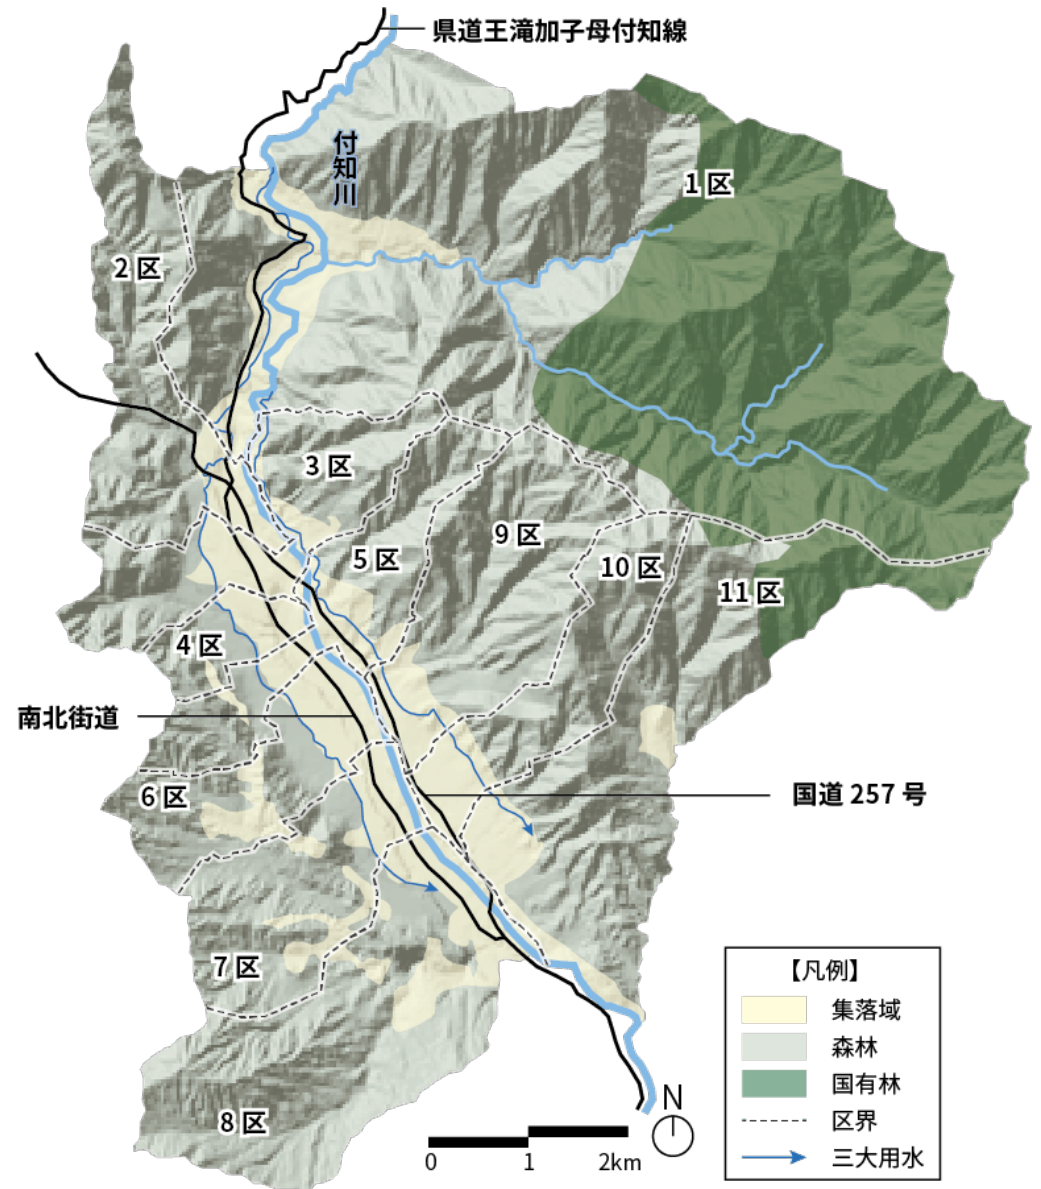 県道王滝加子母付知線
付知川
1区
2区
3区
9区
5区
10区
11区
4区
南北街道
6区
国道257号
7区
8区
【凡例】
集落域
森林
国有林
区界
三大用水
N
0 1 2km